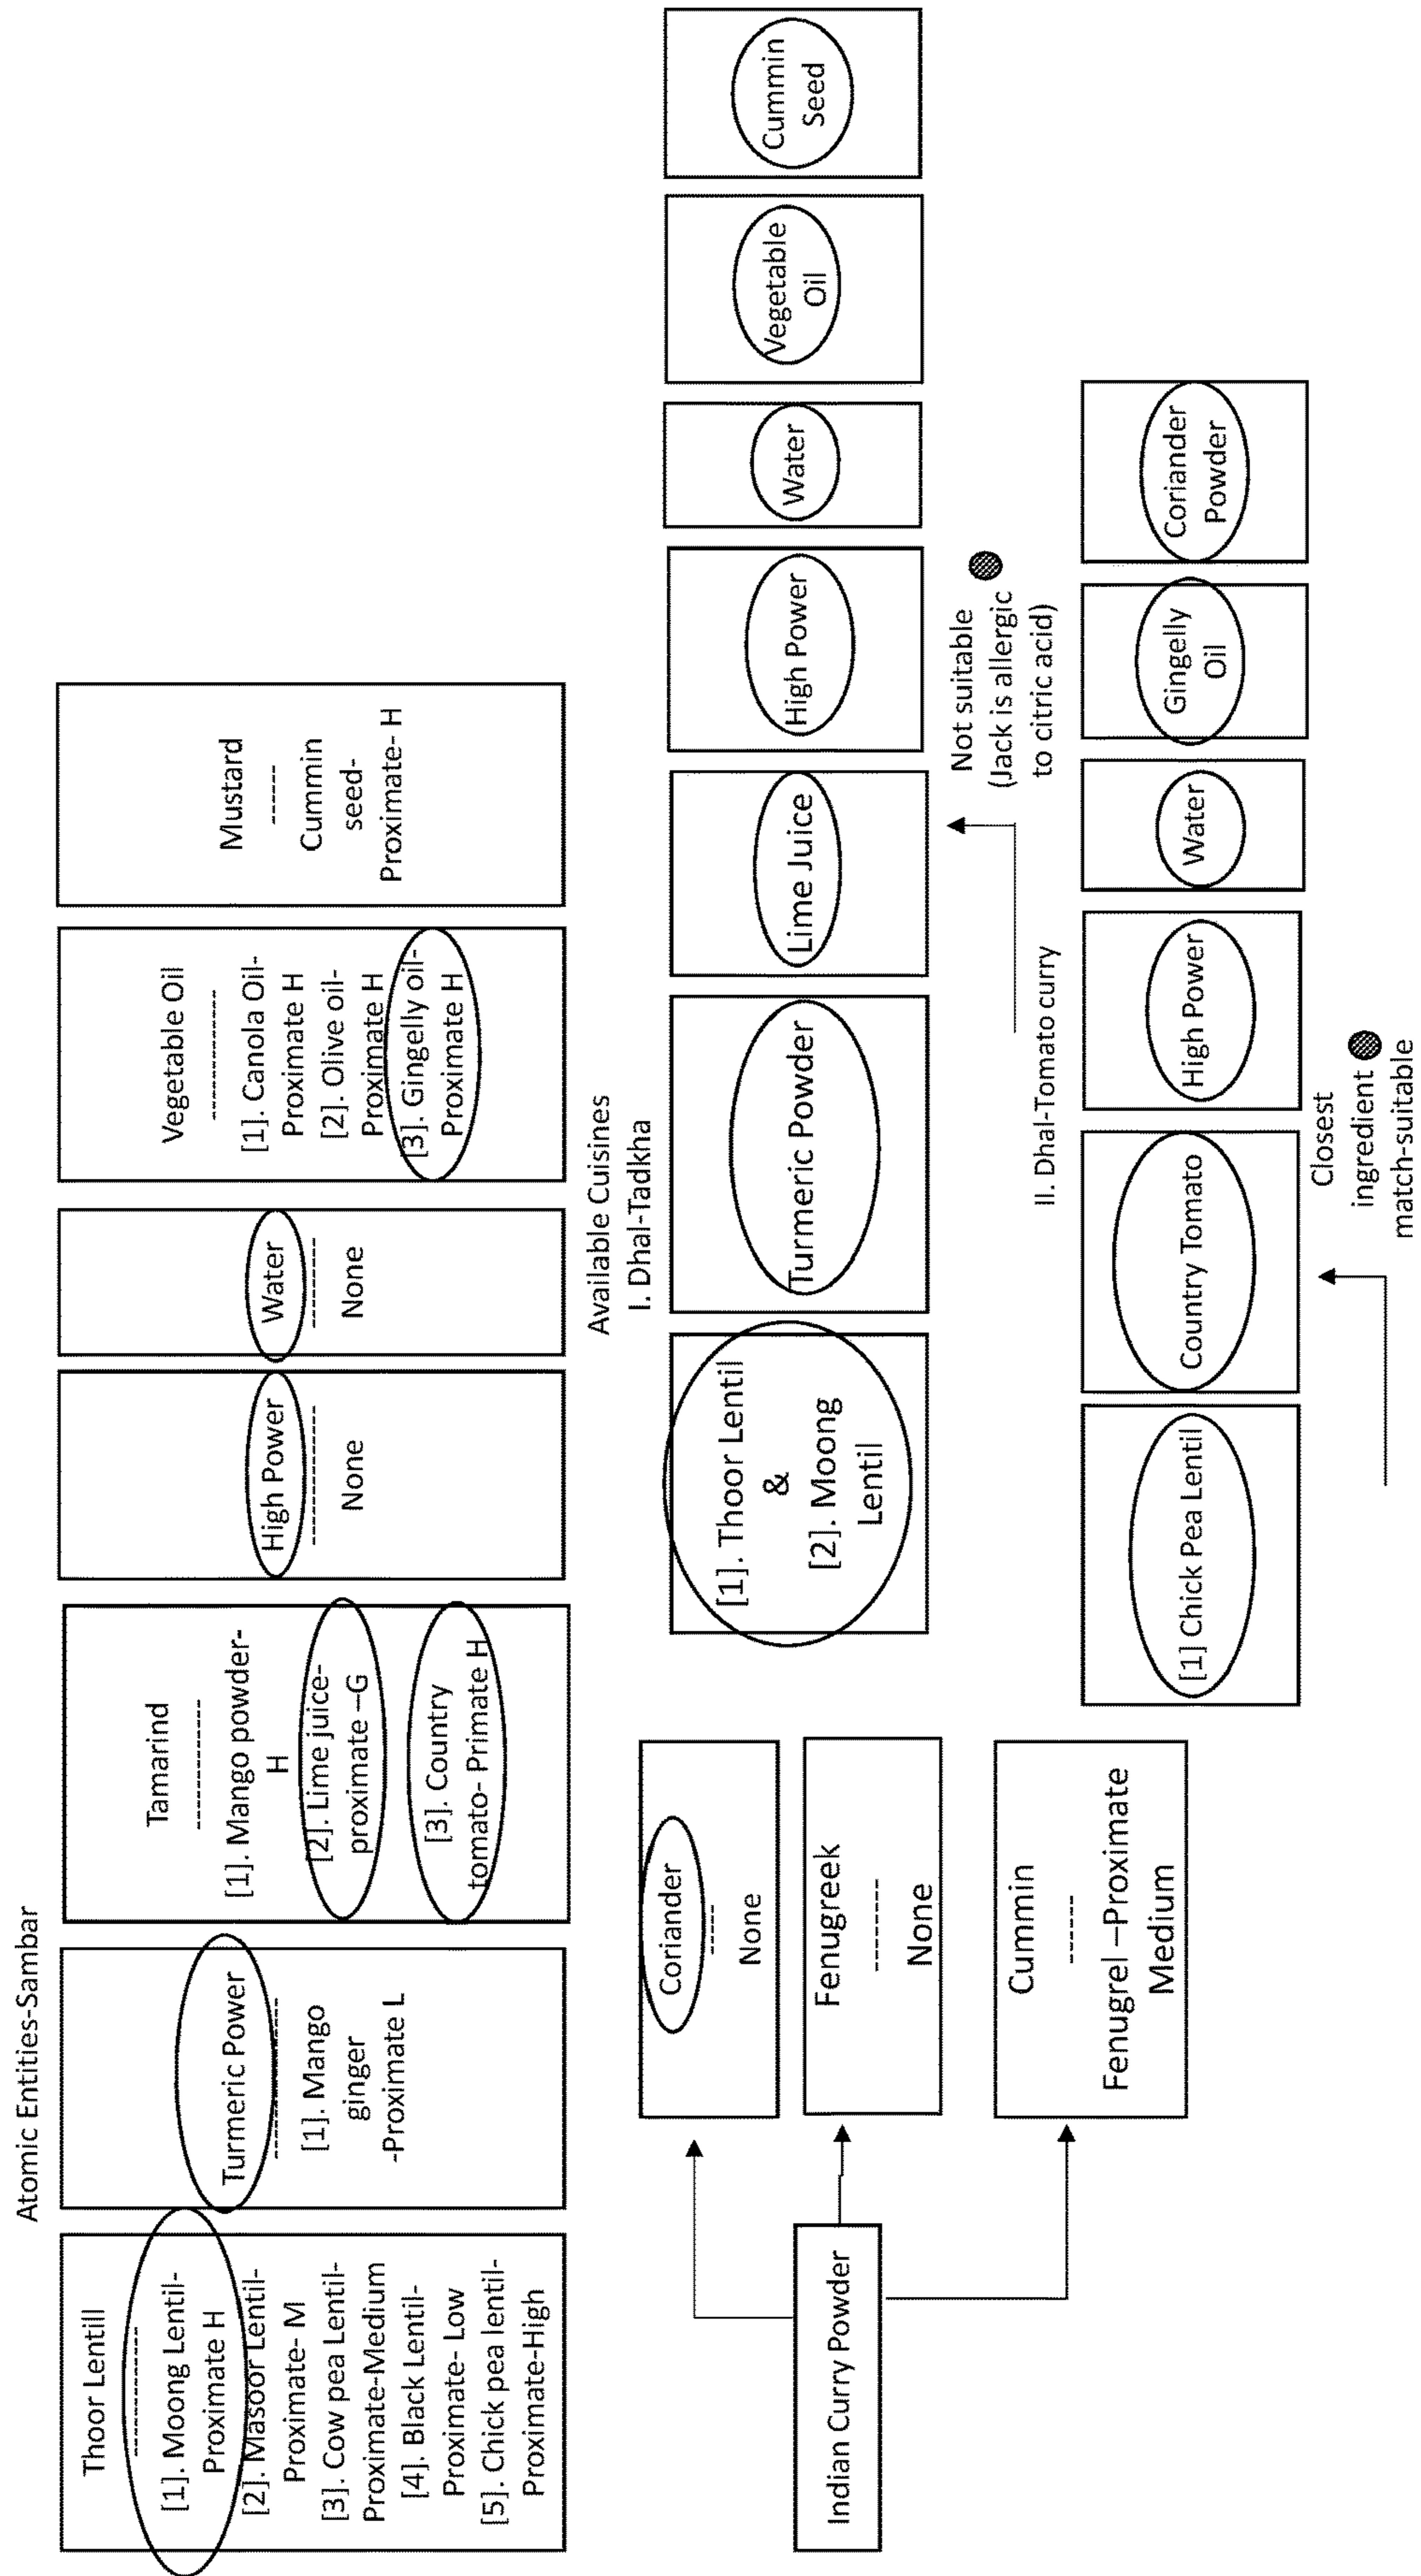 Atomic Entities-Sambar
Thoor Lentill
-----------
[1]. Moong Lentil-
Proximate H
[2]. Masoor Lentil-
Proximate- M
[3]. Cow pea Lentil-
Proximate-Medium
[4]. Black Lentil-
Proximate- Low
[5]. Chick pea lentil-
Proximate-High
Turmeric Power
--------------
[1]. Mango
ginger
-Proximate L
Tamarind
-----------
[1]. Mango powder-
H
[2]. Lime juice-
proximate –G
[3]. Country
tomato- Primate H
High Power
------------
None
Water
--------
None
Vegetable Oil
-----------
[1]. Canola Oil-
Proximate H
[2]. Olive oil-
Proximate H
[3]. Gingelly oil-
Proximate H
Mustard
------
Cummin
seed-
Proximate- H
Indian Curry Powder
Coriander
-----
None
Fenugreek
--------
None
Cummin
------
Fenugrel –Proximate
Medium
Available Cuisines
I. Dhal-Tadkha
[1]. Thoor Lentil
&
[2]. Moong
Lentil
Turmeric Powder
Lime Juice
High Power
Water
Vegetable
Oil
Cummin
Seed
Not suitable
(Jack is allergic
to citric acid)
II. Dhal-Tomato curry
[1] Chick Pea Lentil
Country Tomato
High Power
Water
Gingelly
Oil
Coriander
Powder
Closest
ingredient
match-suitable